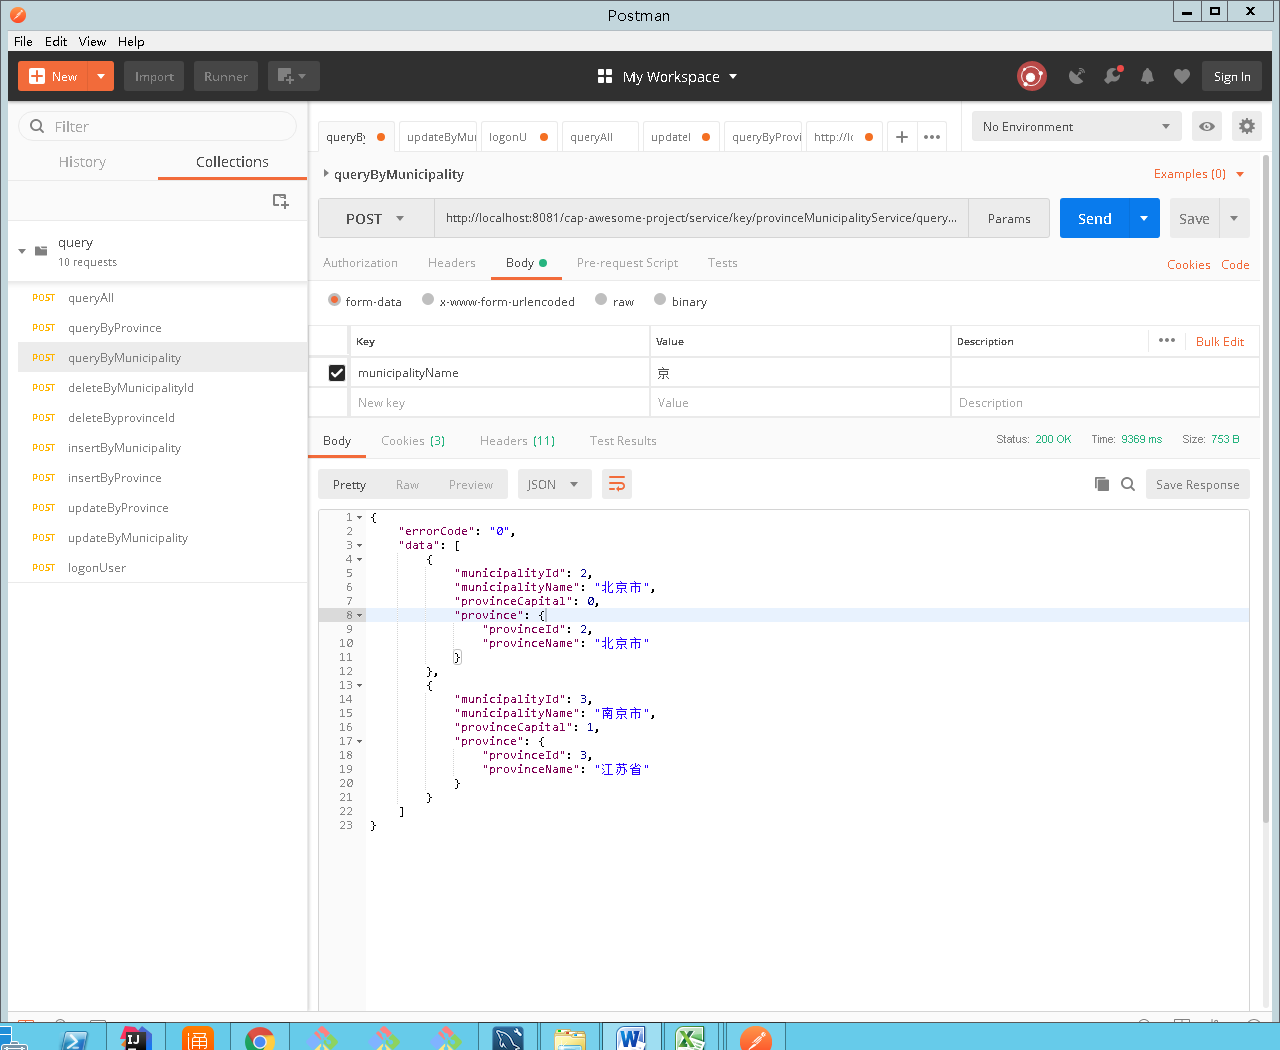 Postman
File Edit View Help
New Import Runner My Workspace Sign In
Filter
History Collections
query
10 requests
POST queryAll
POST queryByProvince
POST queryByMunicipality
POST deleteByMunicipalityId
POST deleteByprovinceId
POST insertByMunicipality
POST insertByProvince
POST updateByProvince
POST updateByMunicipality
POST logonUser
queryBy updateByMui logonU queryAll updatel queryByProvi http://lo + ••• No Environment
queryByMunicipality Examples (0)
POST http://localhost:8081/cap-awesome-project/service/key/provinceMunicipalityService/query... Params Send Save
Authorization Headers Body Pre-request Script Tests Cookies Code
form-data x-www-form-urlencoded raw binary
Key Value Description ••• Bulk Edit
municipalityName 京
New key Value Description
Body Cookies (3) Headers (11) Test Results Status: 200 OK Time: 9369 ms Size: 753 B
Pretty Raw Preview JSON Save Response
1 {
2 "errorCode": "0",
3 "data": [
4 {
5 "municipalityId": 2,
6 "municipalityName": "北京市",
7 "provinceCapital": 0,
8 "province": {
9 "provinceId": 2,
10 "provinceName": "北京市"
11 }
12 },
13 {
14 "municipalityId": 3,
15 "municipalityName": "南京市",
16 "provinceCapital": 1,
17 "province": {
18 "provinceId": 3,
19 "provinceName": "江苏省"
20 }
21 }
22 ]
23 }
IJ